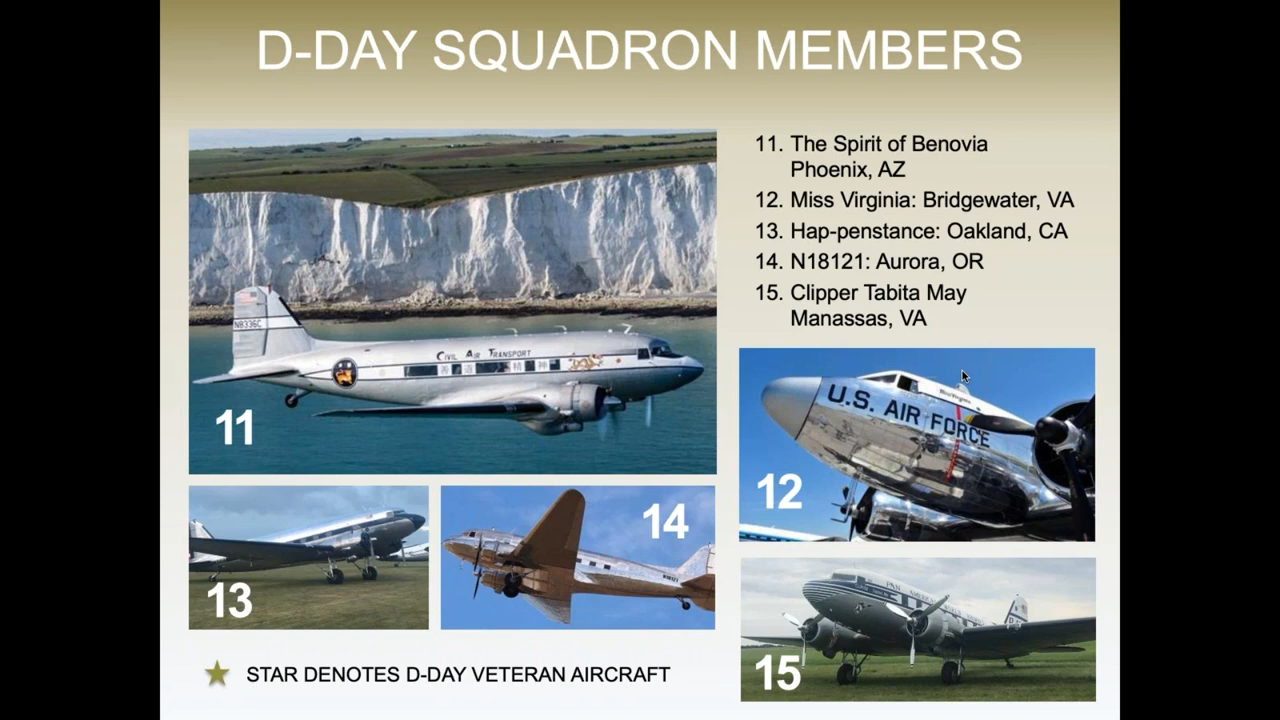 D-DAY SQUADRON MEMBERS
11. The Spirit of Benovia
Phoenix, AZ
12. Miss Virginia: Bridgewater, VA
13. Hap-penstance: Oakland, CA
14. N18121: Aurora, OR
15. Clipper Tabita May
Manassas, VA
N8336C
CIVIL AIR TRANSPORT
11
U.S. AIR FORCE
12
13
14
N18121
15
STAR DENOTES D-DAY VETERAN AIRCRAFT